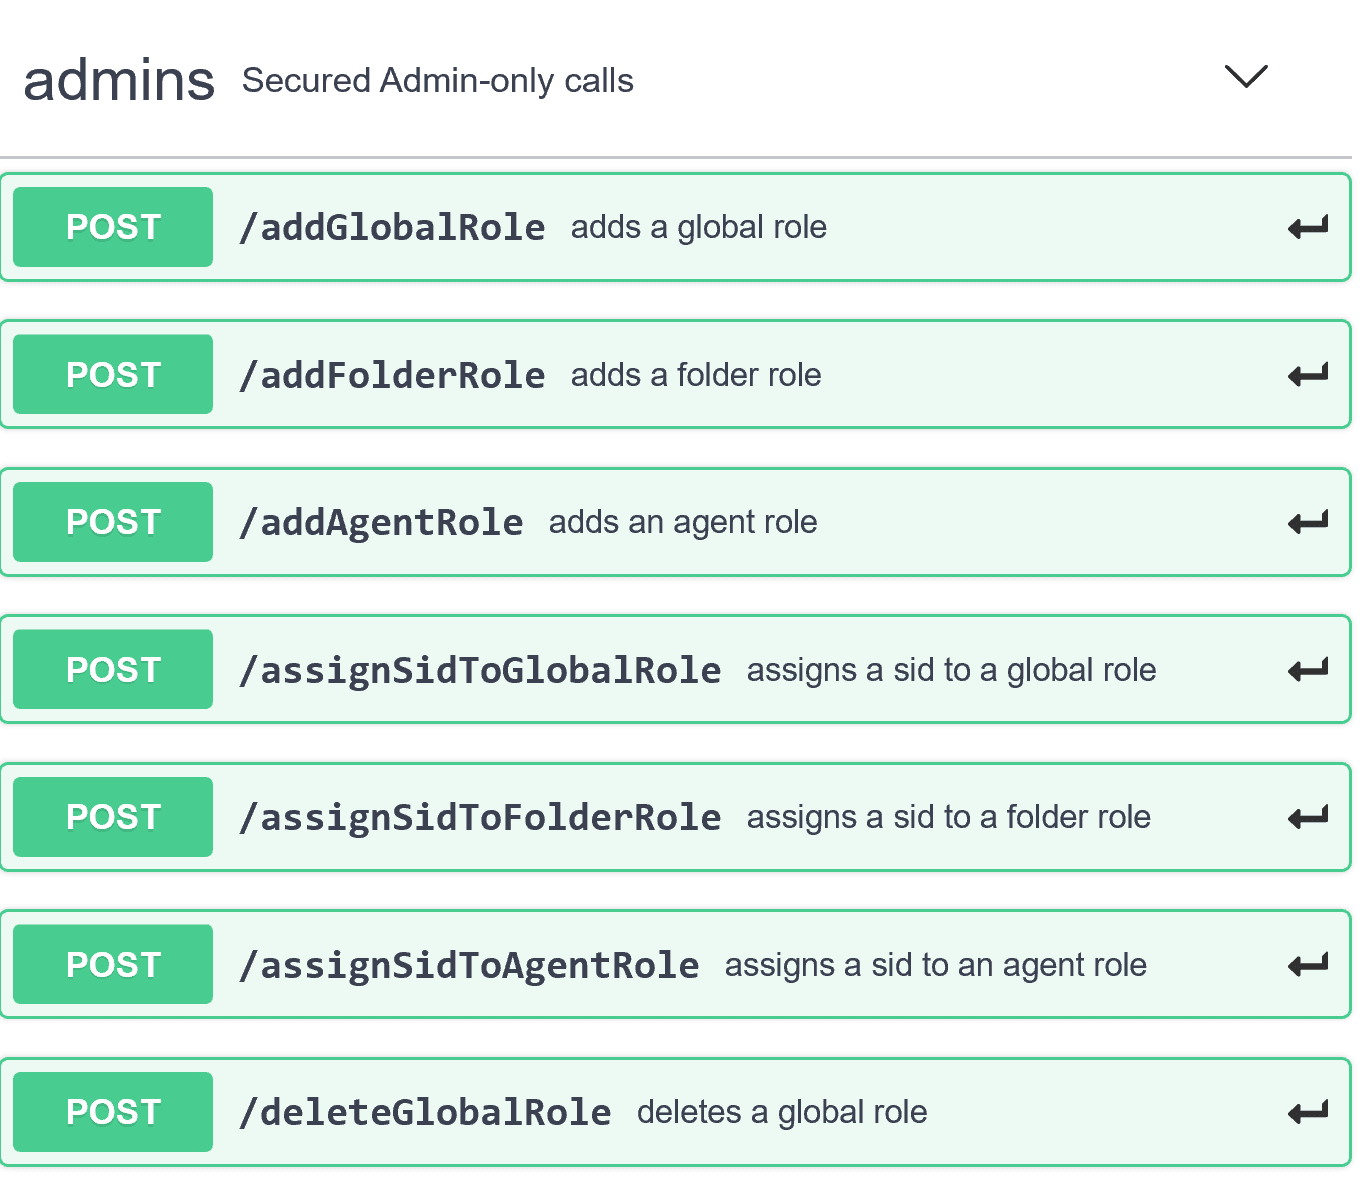 admins Secured Admin-only calls
POST /addGlobalRole adds a global role
POST /addFolderRole adds a folder role
POST /addAgentRole adds an agent role
POST /assignSidToGlobalRole assigns a sid to a global role
POST /assignSidToFolderRole assigns a sid to a folder role
POST /assignSidToAgentRole assigns a sid to an agent role
POST /deleteGlobalRole deletes a global role